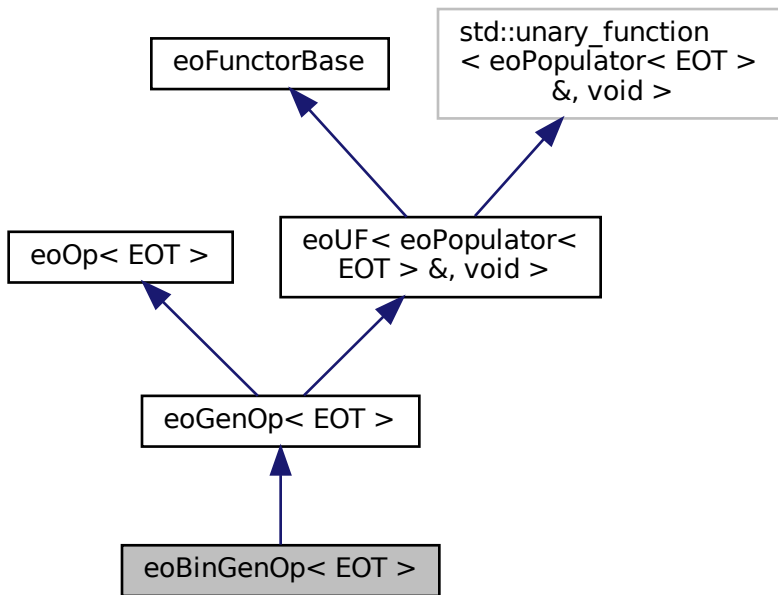 std::unary_function
< eoPopulator< EOT >
&, void >
eoFunctorBase
eoUF< eoPopulator<
EOT > &, void >
eoOp< EOT >
eoGenOp< EOT >
eoBinGenOp< EOT >